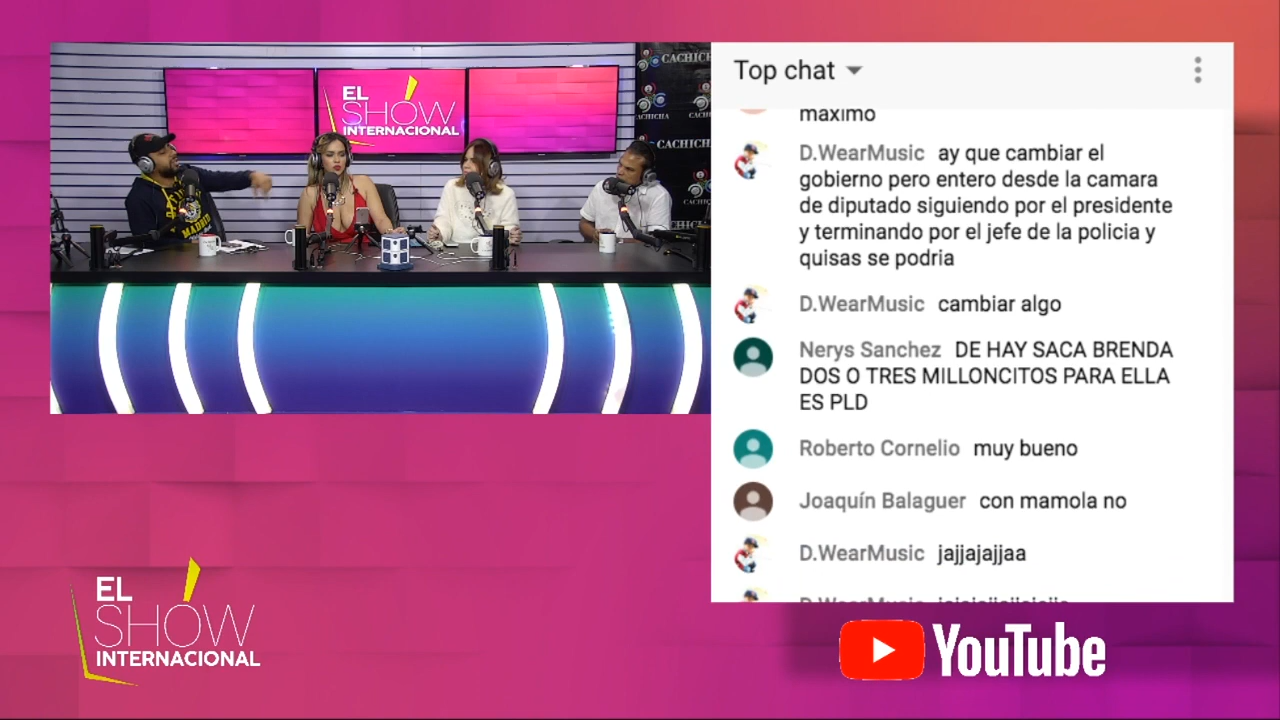 CACHICHA
EL
SHOW
INTERNACIONAL
CACHICHA
MADRID
Top chat
maximo
D.WearMusic ay que cambiar el
gobierno pero entero desde la camara
de diputado siguiendo por el presidente
y terminando por el jefe de la policia y
quisas se podria
D.WearMusic cambiar algo
Nerys Sanchez DE HAY SACA BRENDA
DOS O TRES MILLONCITOS PARA ELLA
ES PLD
Roberto Cornelio muy bueno
Joaquín Balaguer con mamola no
D.WearMusic jajjajajjaa
D.WearMusic
EL
SHOW
INTERNACIONAL
YouTube